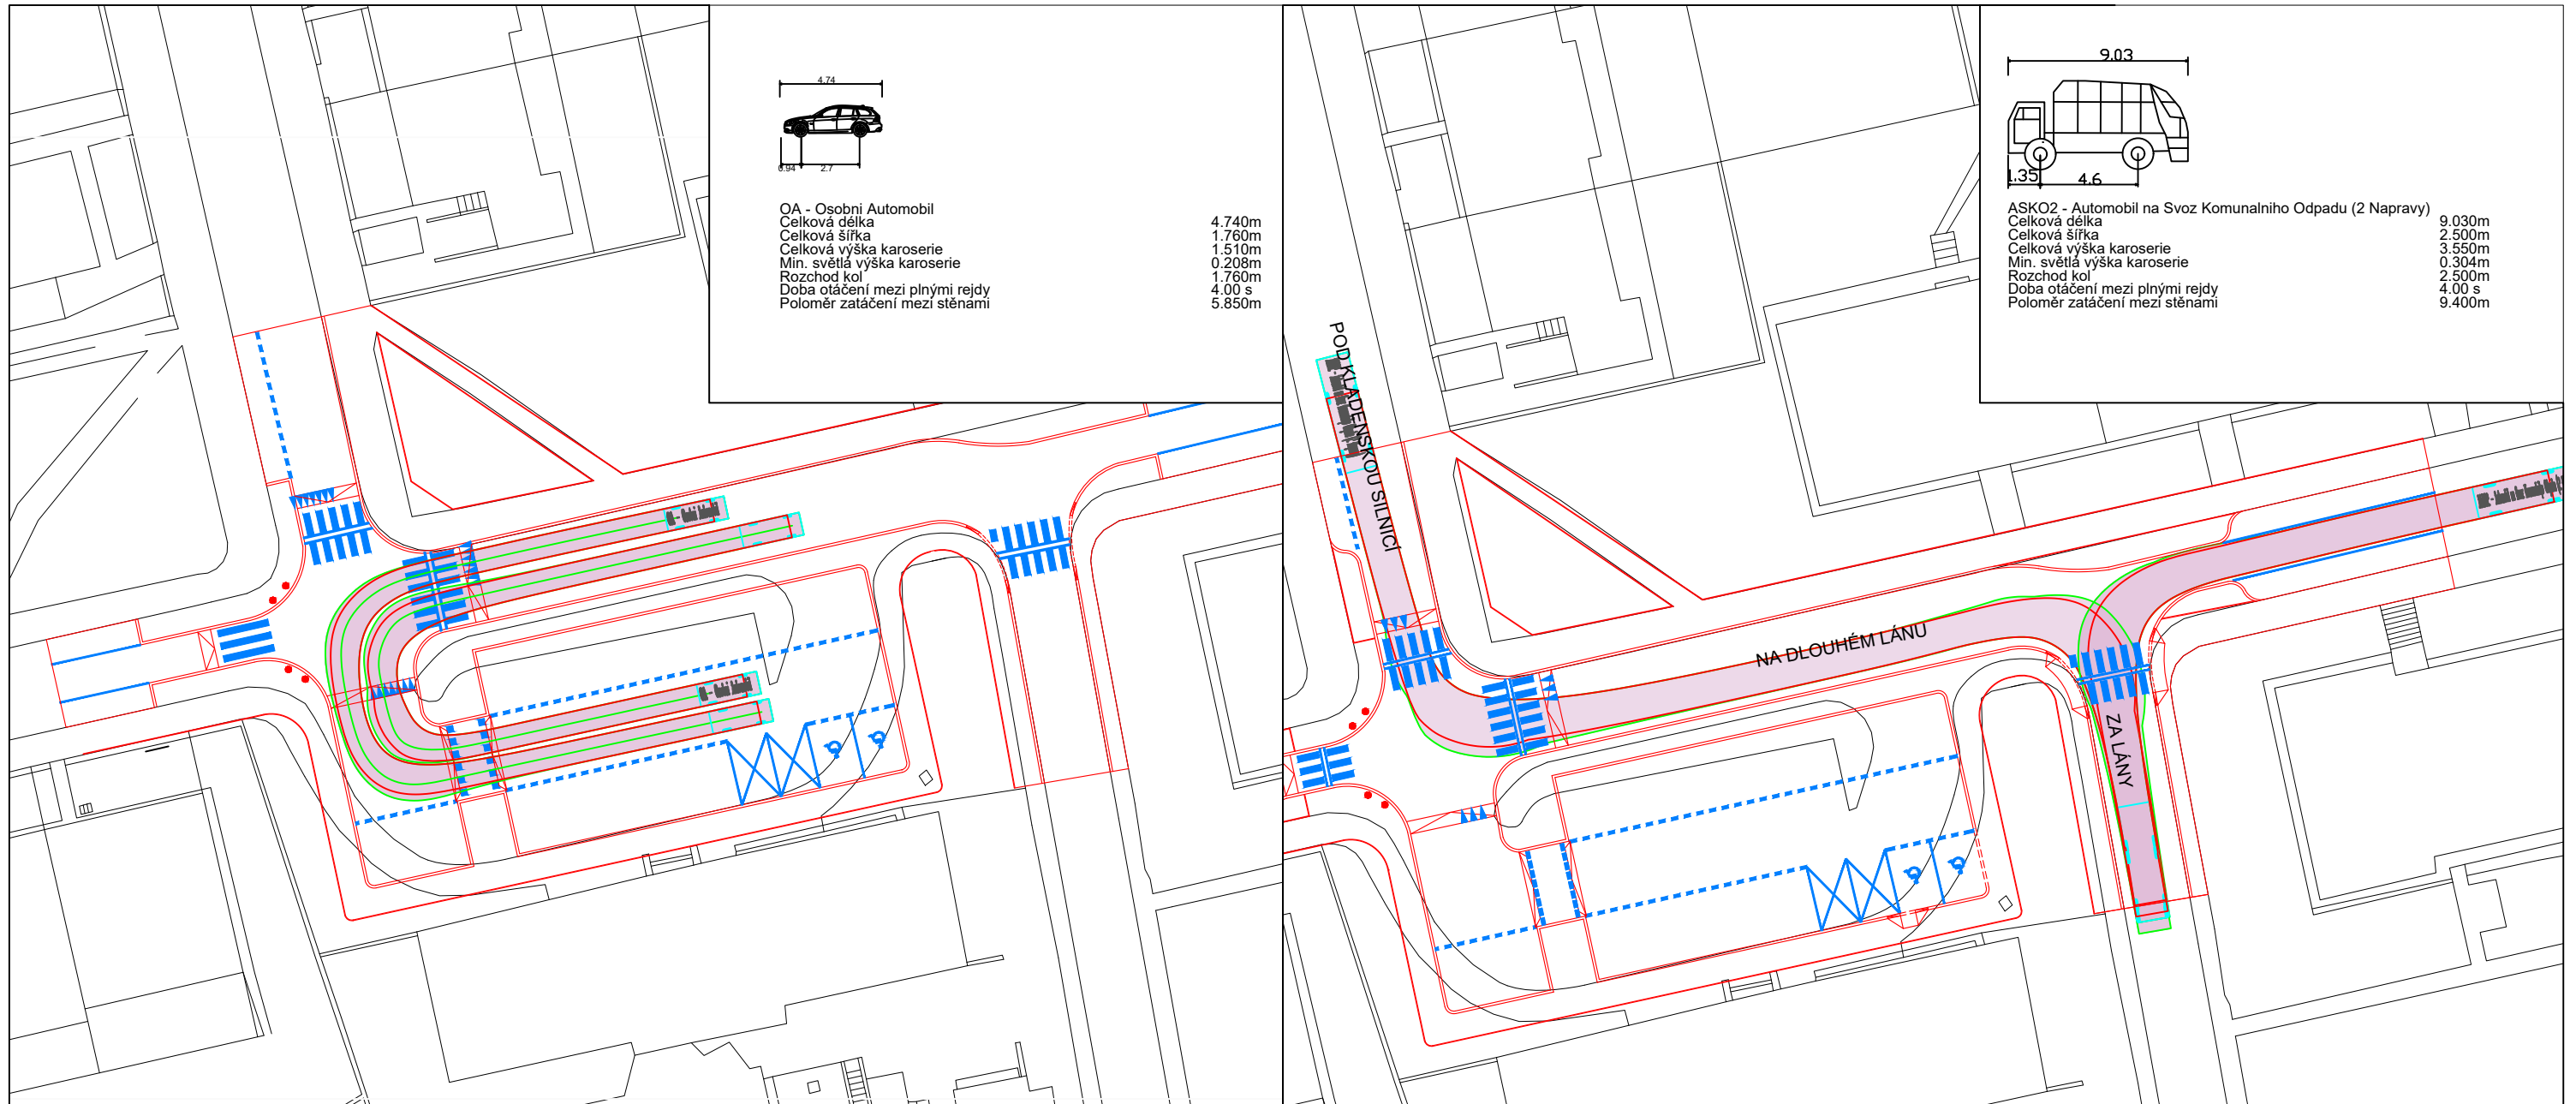 4.74
0.94 2.7
OA - Osobni Automobil
Celková délka 4.740m
Celková šířka 1.760m
Celková výška karoserie 1.510m
Min. světlá výška karoserie 0.208m
Rozchod kol 1.760m
Doba otáčení mezi plnými rejdy 4.00 s
Poloměr zatáčení mezi stěnami 5.850m
9.03
1.35 4.6
ASKO2 - Automobil na Svoz Komunalniho Odpadu (2 Napravy)
Celková délka 9.030m
Celková šířka 2.500m
Celková výška karoserie 3.550m
Min. světlá výška karoserie 0.304m
Rozchod kol 2.500m
Doba otáčení mezi plnými rejdy 4.00 s
Poloměr zatáčení mezi stěnami 9.400m
POD KLADENSKOU SILNICÍ
NA DLOUHÉM LÁNU
ZA LÁNY